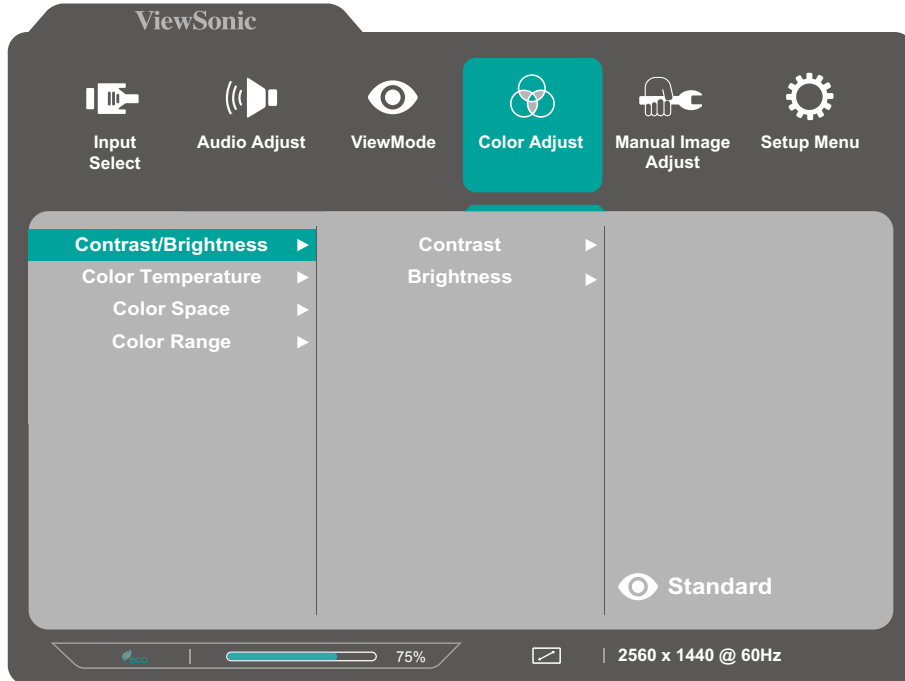 ViewSonic
Input
Select
Audio Adjust
ViewMode
Color Adjust
Manual Image
Adjust
Setup Menu
Contrast/Brightness
Color Temperature
Color Space
Color Range
Contrast
Brightness
Standard
eco
75%
2560 x 1440 @ 60Hz